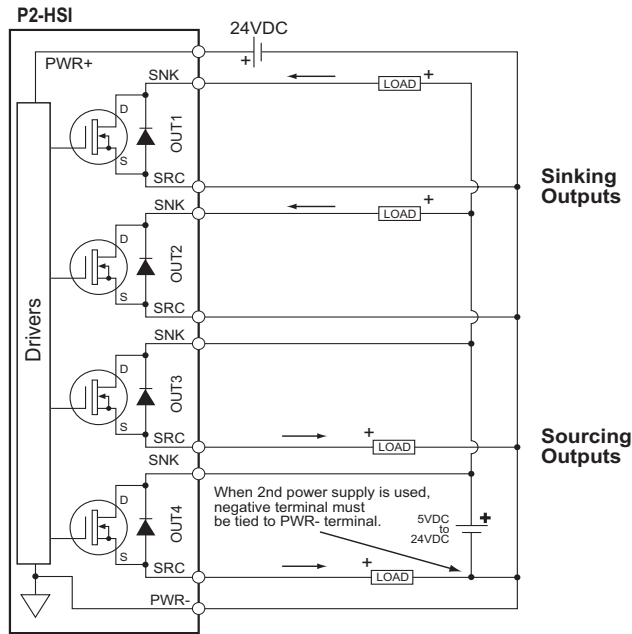 P2-HSI
24VDC
+
PWR+
SNK
LOAD
+
D
S
OUT1
SRC
Sinking
Outputs
SNK
LOAD
+
D
S
OUT2
SRC
Drivers
SNK
D
S
OUT3
SRC
+
LOAD
Sourcing
Outputs
SNK
When 2nd power supply is used,
negative terminal must
be tied to PWR- terminal.
5VDC
to
24VDC
+
D
S
OUT4
SRC
+
LOAD
PWR-